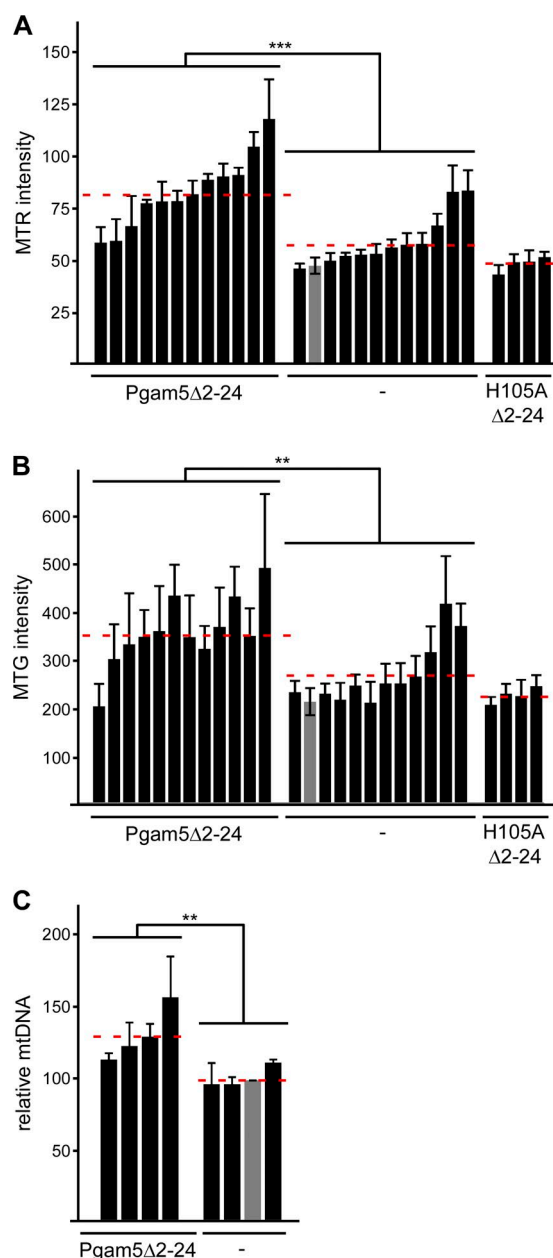 A
***
150
125
100
75
50
25
MTR intensity
Pgam5Δ2-24
-
H105A
Δ2-24
B
**
600
500
400
300
200
100
MTG intensity
Pgam5Δ2-24
-
H105A
Δ2-24
C
**
200
150
100
50
relative mtDNA
Pgam5Δ2-24
-